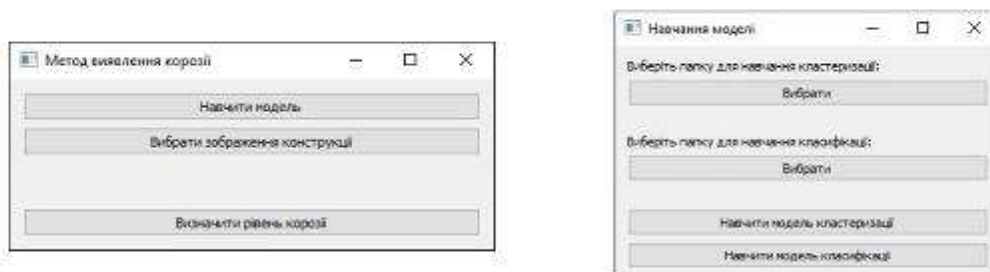 Метод виявлення корозії
Навчити модель
Вибрати зображення конструкції
Визначити рівень корозії
Навчання моделі
Виберіть папку для навчання кластеризації:
Вибрати
Виберіть папку для навчання класифікації:
Вибрати
Навчити модель кластеризації
Навчити модель класифікації